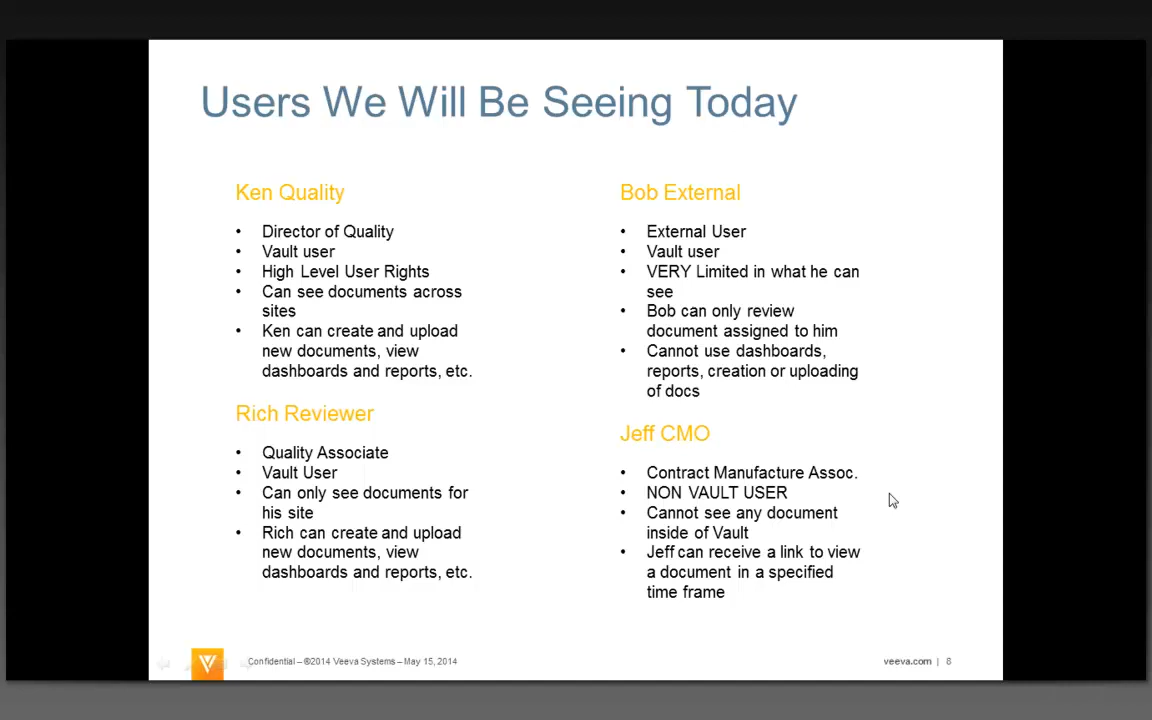 Users We Will Be Seeing Today
Ken Quality
• Director of Quality
• Vault user
• High Level User Rights
• Can see documents across
sites
• Ken can create and upload
new documents, view
dashboards and reports, etc.
Rich Reviewer
• Quality Associate
• Vault User
• Can only see documents for
his site
• Rich can create and upload
new documents, view
dashboards and reports, etc.
Bob External
• External User
• Vault user
• VERY Limited in what he can
see
• Bob can only review
document assigned to him
• Cannot use dashboards,
reports, creation or uploading
of docs
Jeff CMO
• Contract Manufacture Assoc.
• NON VAULT USER
• Cannot see any document
inside of Vault
• Jeff can receive a link to view
a document in a specified
time frame
Confidential – ©2014 Veeva Systems – May 15, 2014
veeva.com | 8